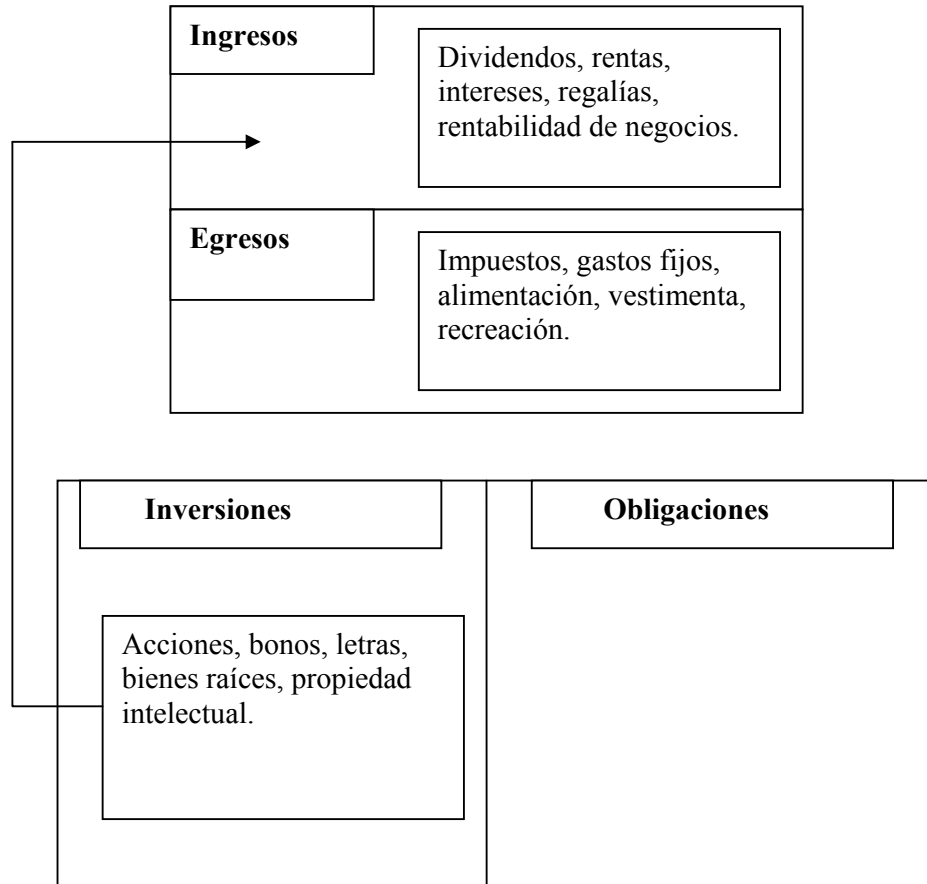 Ingresos
Dividendos, rentas,
intereses, regalías,
rentabilidad de negocios.
Egresos
Impuestos, gastos fijos,
alimentación, vestimenta,
recreación.
Inversiones
Obligaciones
Acciones, bonos, letras,
bienes raíces, propiedad
intelectual.